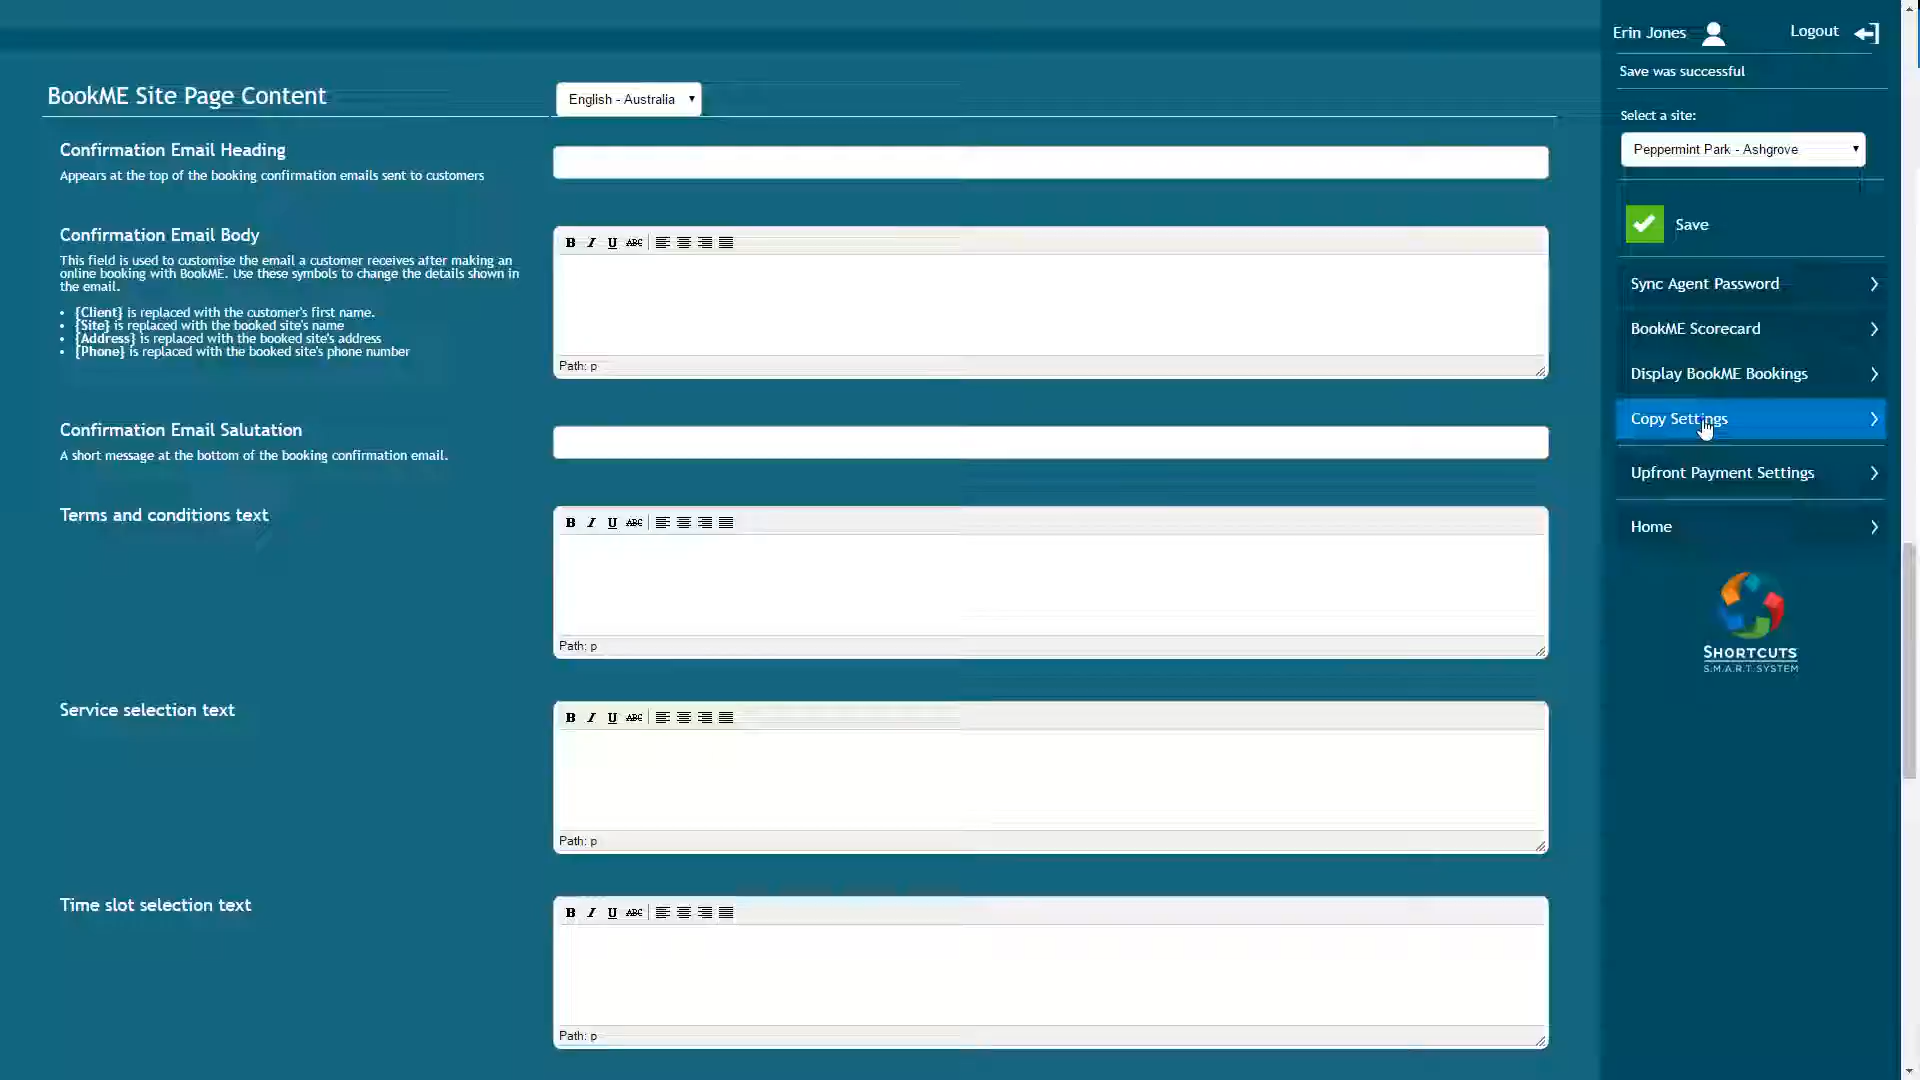 Erin Jones
Logout
Save was successful
Select a site:
Peppermint Park - Ashgrove
Save
Sync Agent Password
BookME Scorecard
Display BookME Bookings
Copy Settings
Upfront Payment Settings
Home
SHORTCUTS
S.M.A.R.T. SYSTEM
BookME Site Page Content
English - Australia
Confirmation Email Heading
Appears at the top of the booking confirmation emails sent to customers
Confirmation Email Body
This field is used to customise the email a customer receives after making an
online booking with BookME. Use these symbols to change the details shown in
the email.
• {Client} is replaced with the customer's first name.
• {Site} is replaced with the booked site's name
• {Address} is replaced with the booked site's address
• {Phone} is replaced with the booked site's phone number
B I U ABC
Path: p
Confirmation Email Salutation
A short message at the bottom of the booking confirmation email.
Terms and conditions text
B I U ABC
Path: p
Service selection text
B I U ABC
Path: p
Time slot selection text
B I U ABC
Path: p